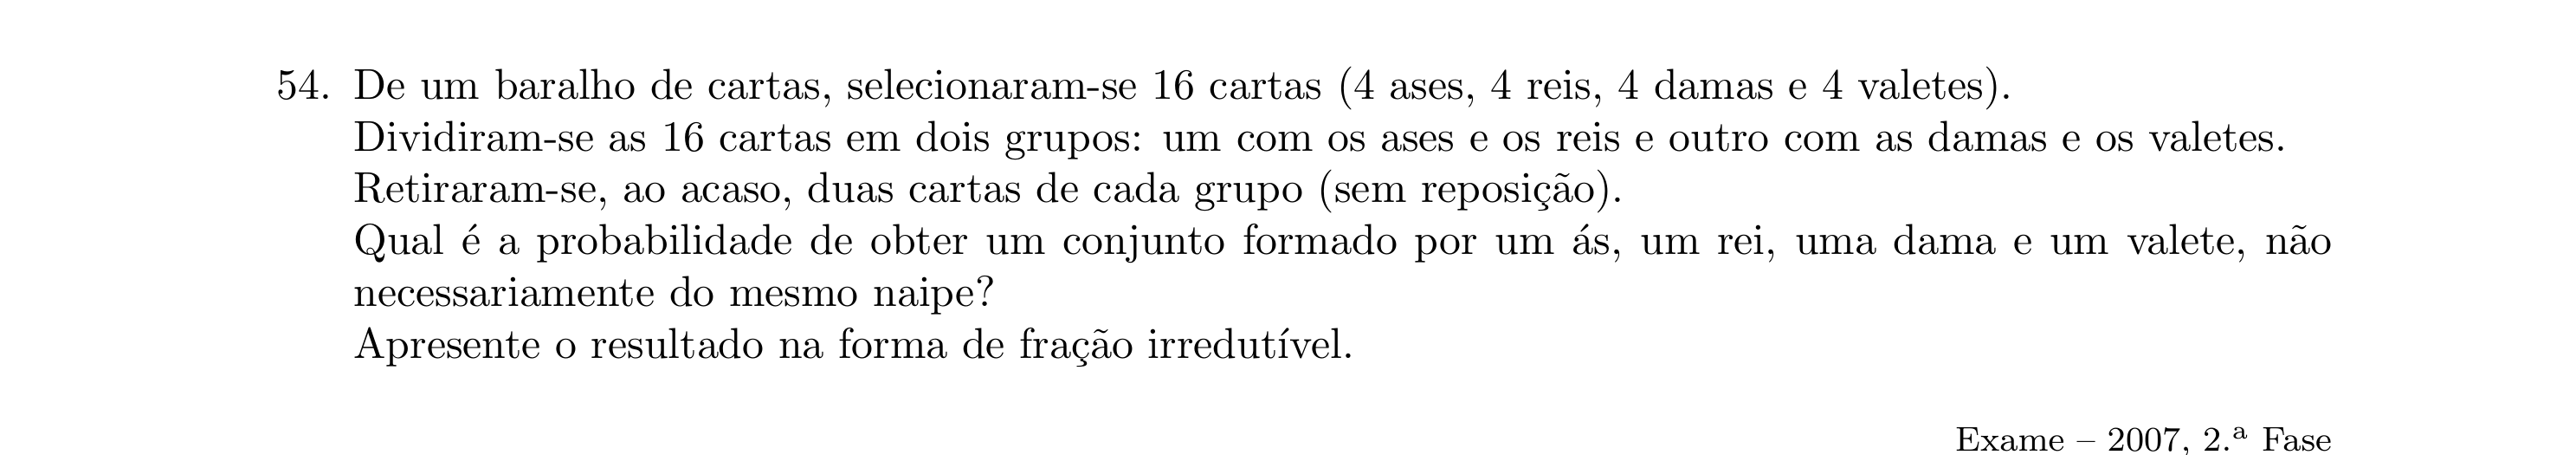 54. De um baralho de cartas, selecionaram-se 16 cartas (4 ases, 4 reis, 4 damas e 4 valetes).
Dividiram-se as 16 cartas em dois grupos: um com os ases e os reis e outro com as damas e os valetes.
Retiraram-se, ao acaso, duas cartas de cada grupo (sem reposição).
Qual é a probabilidade de obter um conjunto formado por um ás, um rei, uma dama e um valete, não
necessariamente do mesmo naipe?
Apresente o resultado na forma de fração irredutível.
Exame – 2007, 2.ª Fase